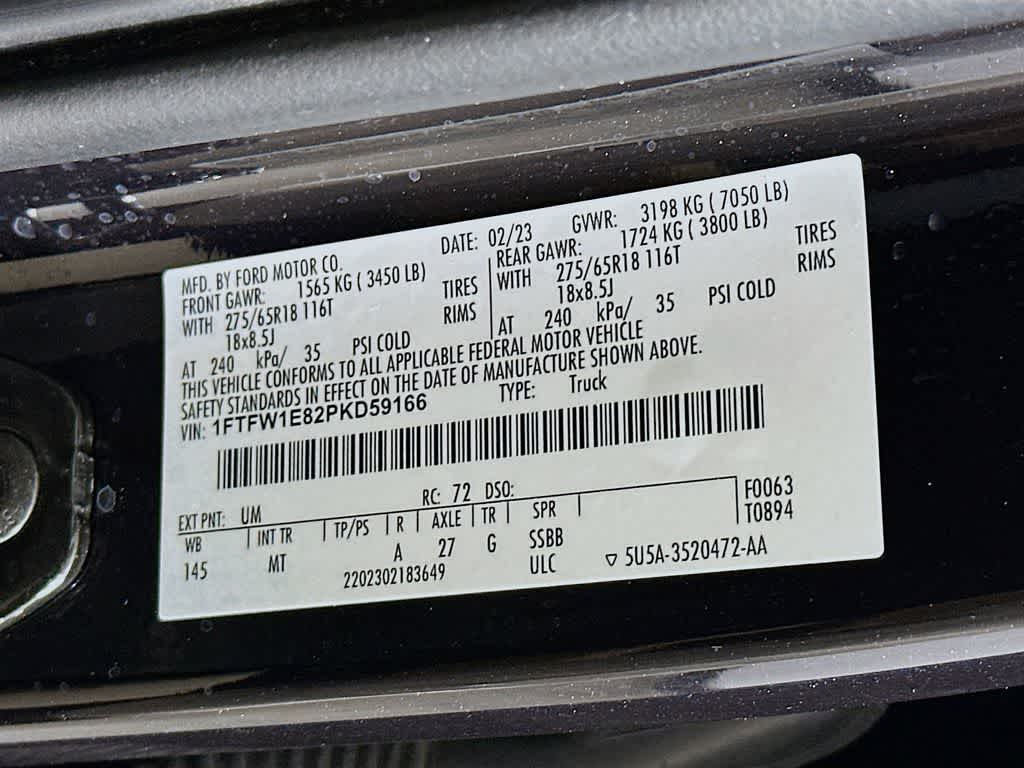 MFD. BY FORD MOTOR CO. DATE: 02/23 GVWR: 3198 KG ( 7050 LB)
FRONT GAWR: 1565 KG ( 3450 LB) REAR GAWR: 1724 KG ( 3800 LB)
WITH 275/65R18 116T TIRES WITH 275/65R18 116T TIRES
18x8.5J RIMS 18x8.5J RIMS
AT 240 kPa/ 35 PSI COLD AT 240 kPa/ 35 PSI COLD
THIS VEHICLE CONFORMS TO ALL APPLICABLE FEDERAL MOTOR VEHICLE
SAFETY STANDARDS IN EFFECT ON THE DATE OF MANUFACTURE SHOWN ABOVE.
VIN: 1FTFW1E82PKD59166 TYPE: Truck
EXT PNT: UM RC: 72 DSO: F0063
WB INT TR TP/PS R AXLE TR SPR T0894
145 MT A 27 G SSBB
2202302183649 ULC ▽ 5U5A-3520472-AA